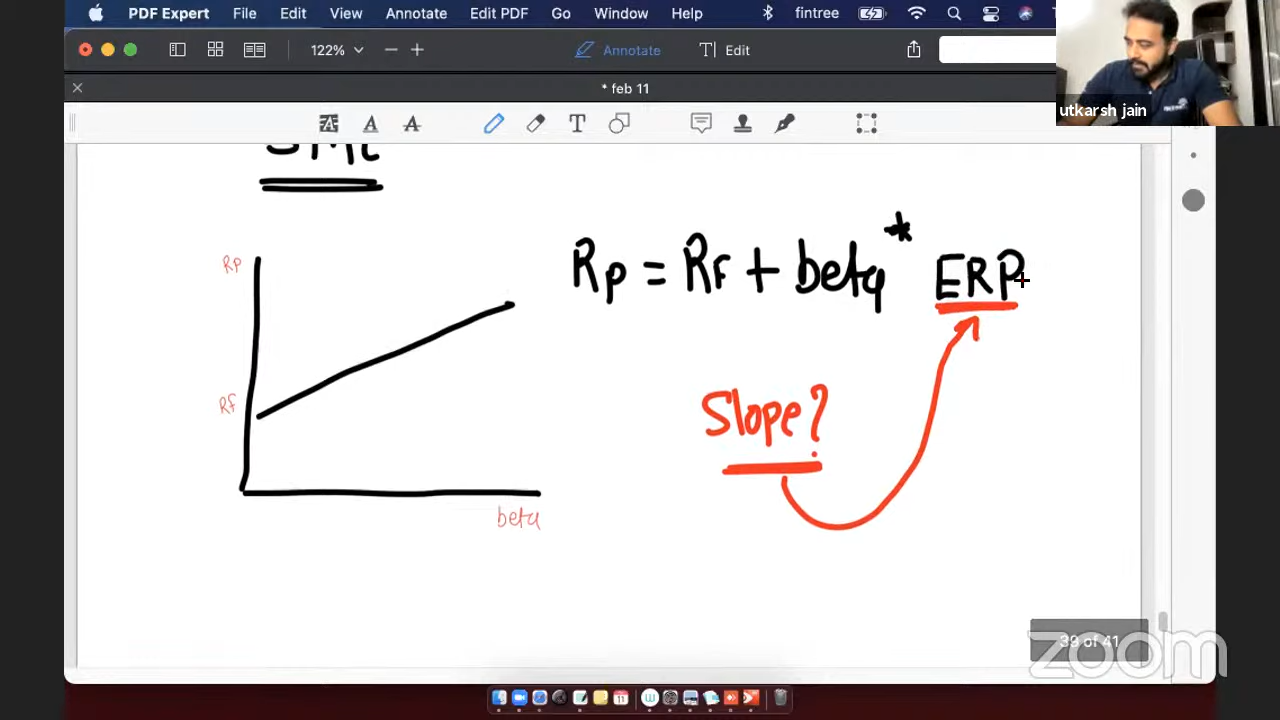 PDF Expert File Edit View Annotate Edit PDF Go Window Help fintree
122% Annotate T Edit
* feb 11
utkarsh jain
SML
Rp = Rf + beta * ERP
Rp
Rf
Slope?
beta
39 of 41
zoom